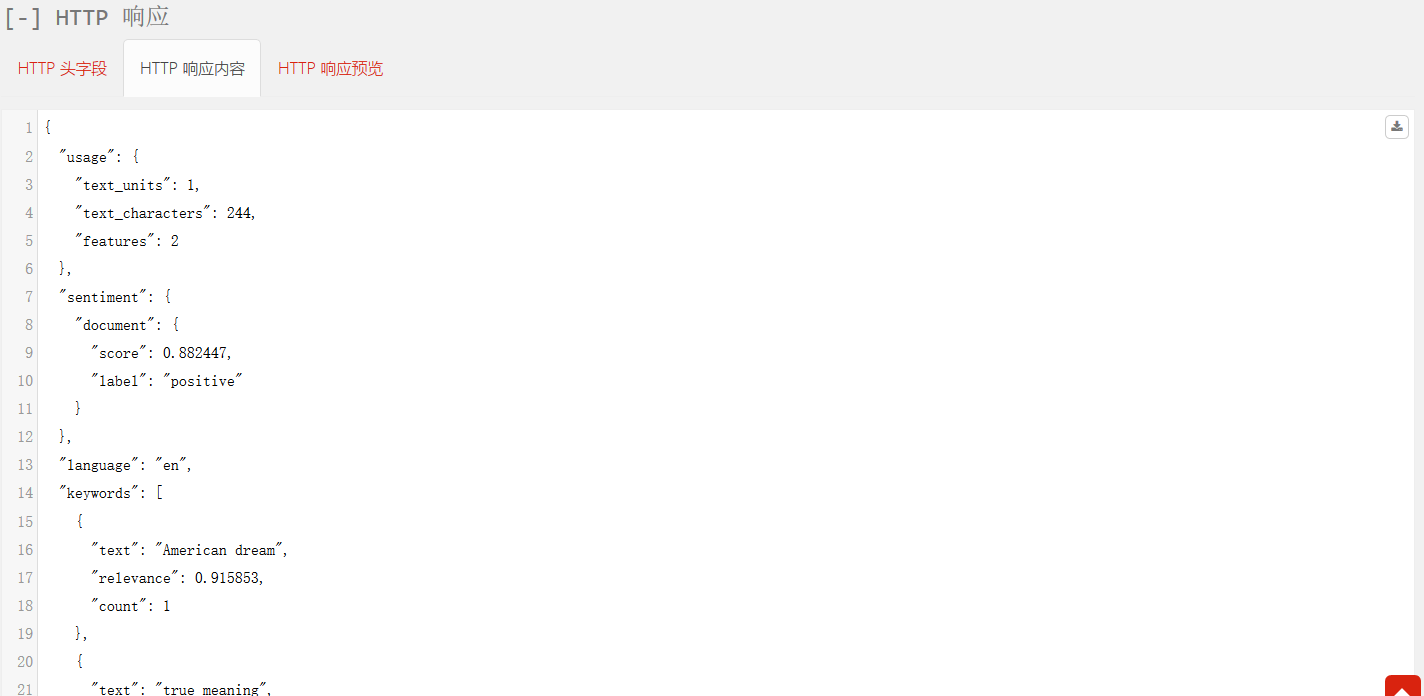 [-] HTTP 响应
HTTP 头字段 HTTP 响应内容 HTTP 响应预览
1 {
2 "usage": {
3 "text_units": 1,
4 "text_characters": 244,
5 "features": 2
6 },
7 "sentiment": {
8 "document": {
9 "score": 0.882447,
10 "label": "positive"
11 }
12 },
13 "language": "en",
14 "keywords": [
15 {
16 "text": "American dream",
17 "relevance": 0.915853,
18 "count": 1
19 },
20 {
21 "text": "true meaning",